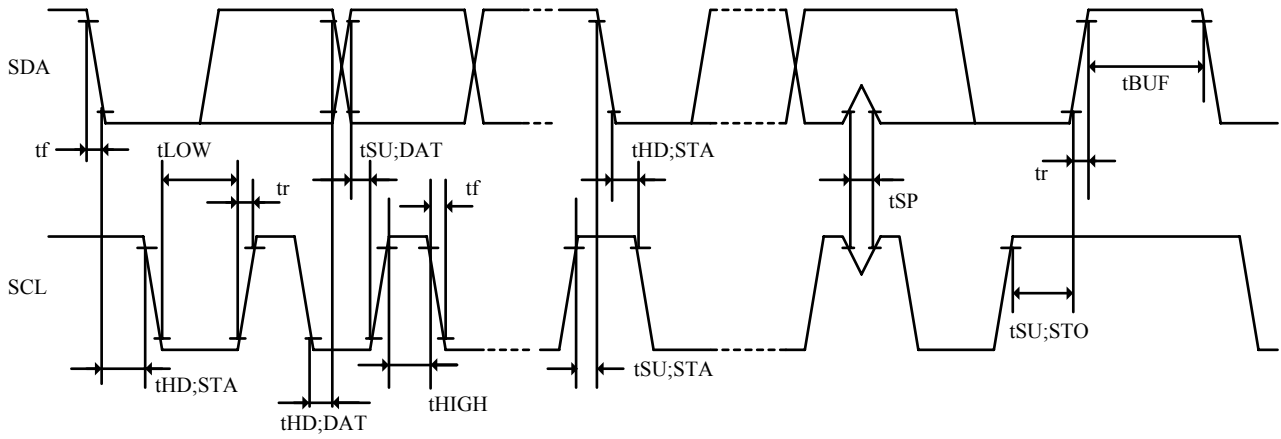 SDA
tf
tLOW
tr
tSU;DAT
tf
tHD;STA
tSP
tBUF
tr
SCL
tHD;STA
tHD;DAT
tHIGH
tSU;STA
tSU;STO